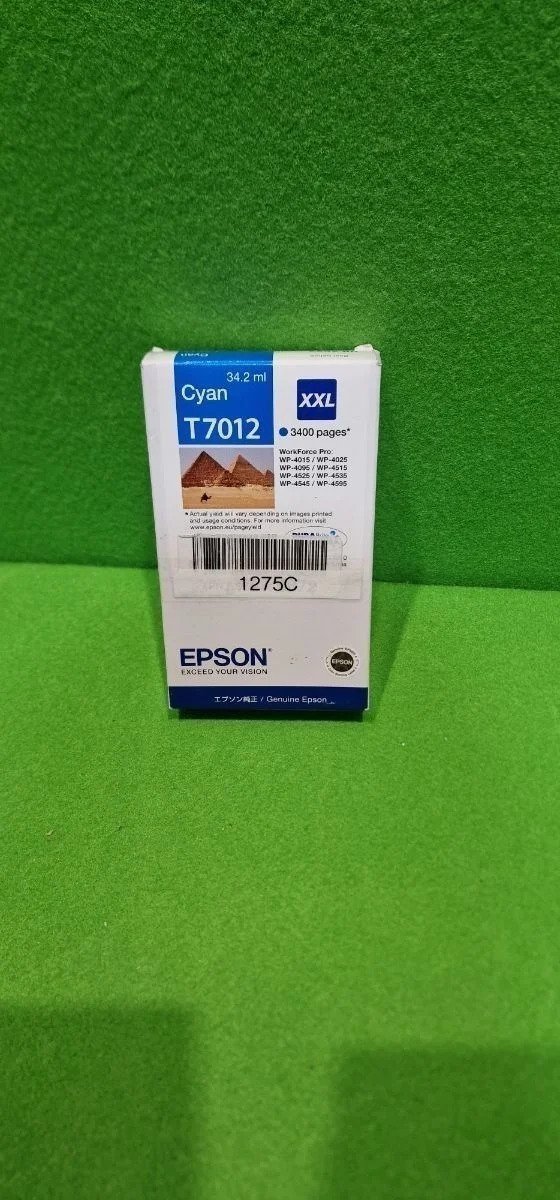 Cyan
34.2 ml
Cyan
T7012
XXL
3400 pages*
WorkForce Pro:
WP-4015 / WP-4025
WP-4095 / WP-4515
WP-4525 / WP-4535
WP-4545 / WP-4595
* Actual yield will vary depending on images printed
and usage conditions. For more information visit
www.epson.eu/pageyield
1275C
EPSON
EXCEED YOUR VISION
EPSON
エプソン純正 / Genuine Epson